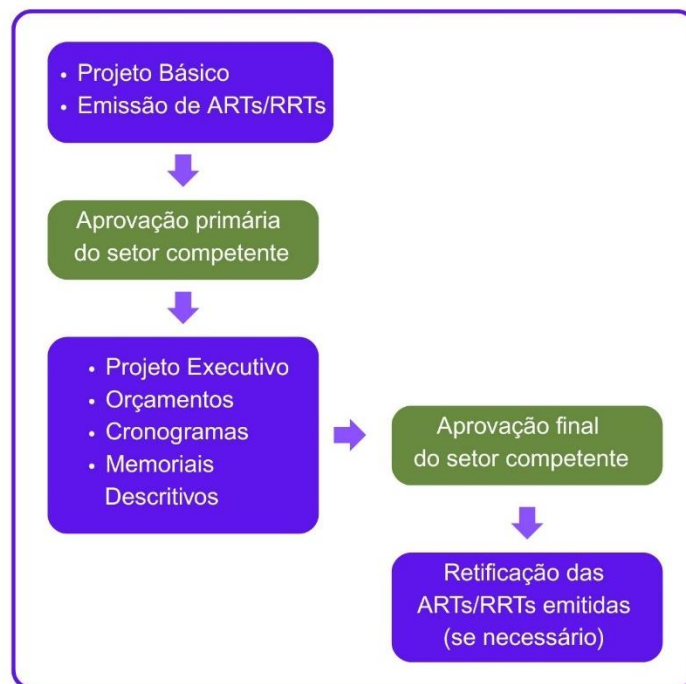 • Projeto Básico
• Emissão de ARTs/RRTs
Aprovação primária
do setor competente
• Projeto Executivo
• Orçamentos
• Cronogramas
• Memoriais
Descritivos
Aprovação final
do setor competente
Retificação das
ARTs/RRTs emitidas
(se necessário)